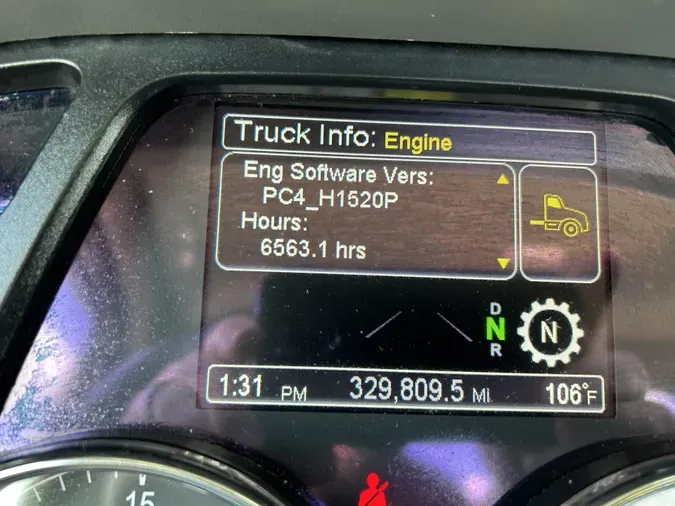 Truck Info: Engine
Eng Software Vers:
PC4_H1520P
Hours:
6563.1 hrs
D
N
R
N
1:31 PM 329,809.5 MI 106°F
15